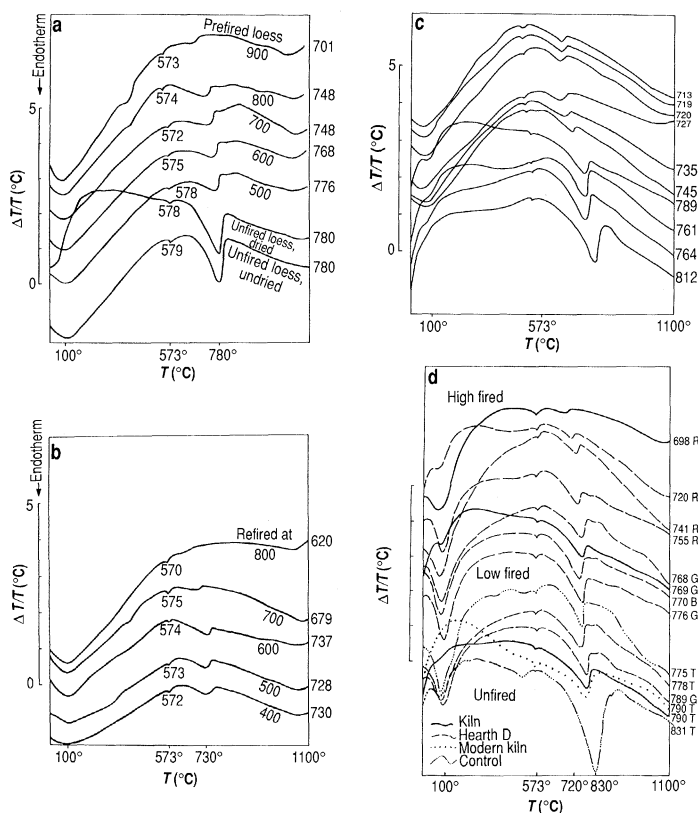 a
←Endotherm
Prefired loess
701
573
900
748
574
800
5
700
748
572
768
600
575
776
500
578
ΔT/T (°C)
578
Unfired loess,
dried
780
579
Unfired loess,
undried
780
0
100°
573°
780°
T (°C)
c
5
713
719
720
727
ΔT/T (°C)
735
745
789
0
761
764
812
100°
573°
1100°
T (°C)
b
←Endotherm
5
Refired at
620
570
800
ΔT/T (°C)
575
700
679
574
600
737
573
500
728
0
572
400
730
100°
573°
730°
1100°
T (°C)
d
High fired
698 R
720 R
741 R
755 R
ΔT/T (°C)
768 G
Low fired
769 G
770 B
776 G
775 T
778 T
Unfired
789 G
790 T
790 T
831 T
Kiln
Hearth D
Modern kiln
Control
100°
573°
720°
830°
1100°
T (°C)